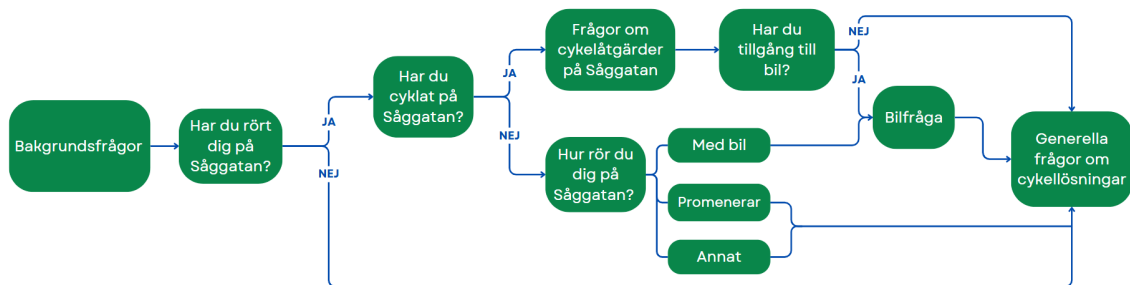 Bakgrundsfrågor
Har du rört
dig på
Såggatan?
JA
NEJ
Har du
cyklat på
Såggatan?
JA
NEJ
Frågor om
cykelåtgärder
på Såggatan
Har du
tillgång till
bil?
NEJ
JA
Hur rör du
dig på
Såggatan?
Med bil
Promenerar
Annat
Bilfråga
Generella
frågor om
cykellösningar